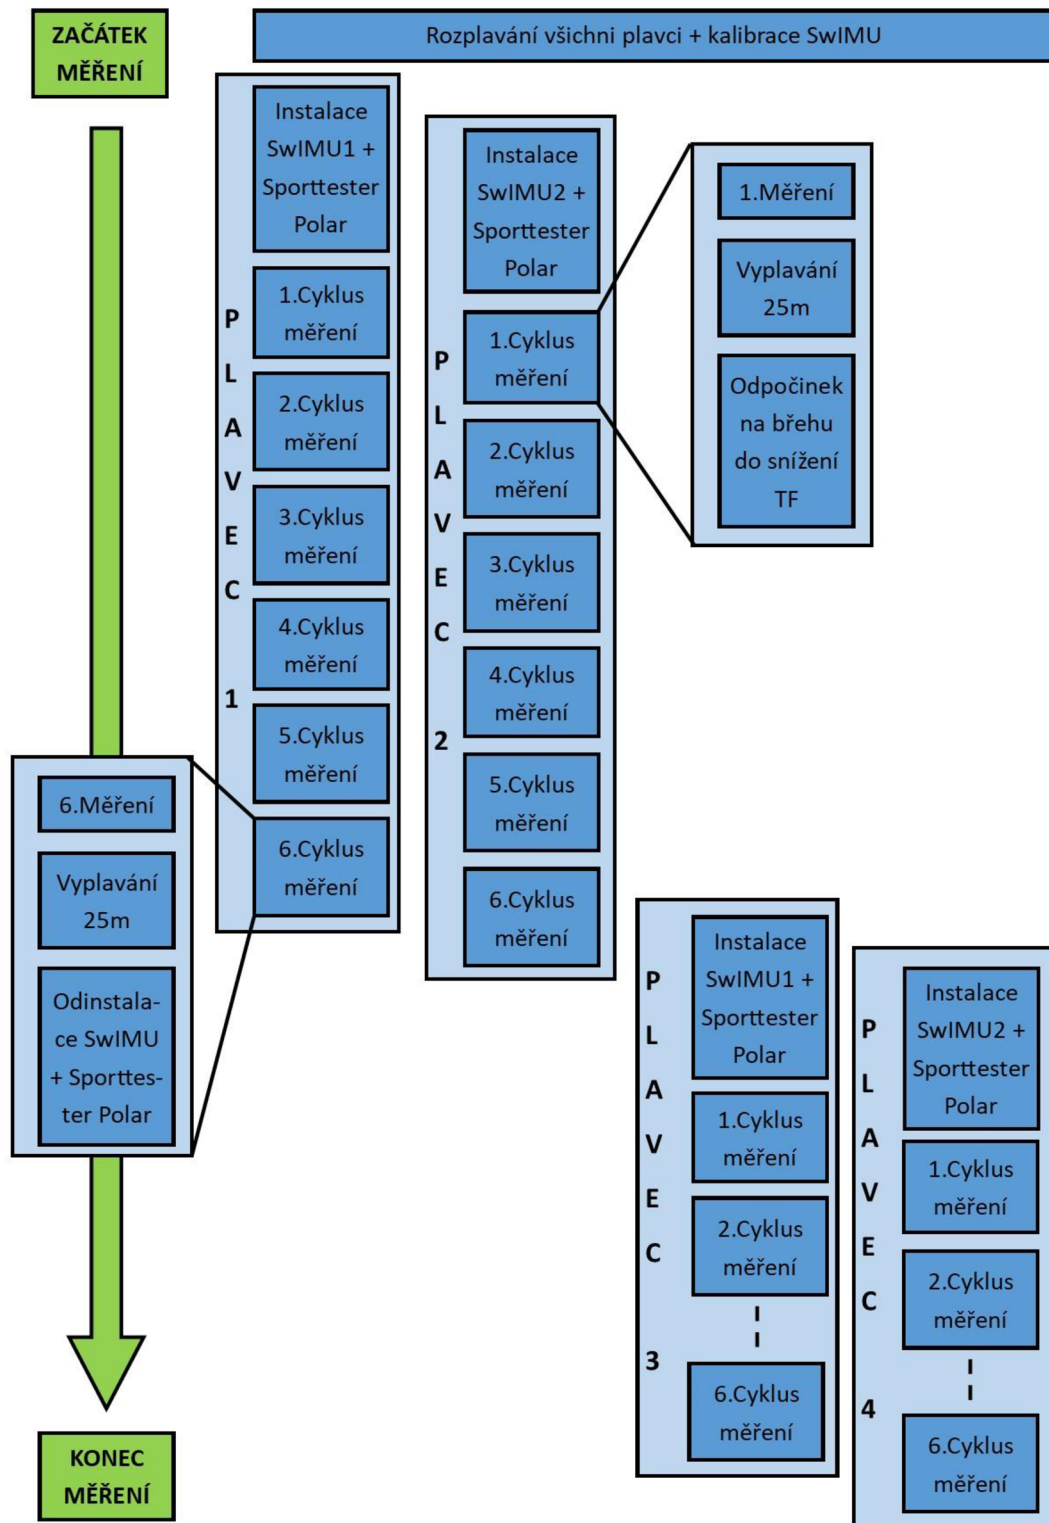 ZAČÁTEK
MĚŘENÍ
Rozplavání všichni plavci + kalibrace SwIMU
PLAVEC 1
Instalace
SwIMU1 +
Sporttester
Polar
1.Cyklus
měření
2.Cyklus
měření
3.Cyklus
měření
4.Cyklus
měření
5.Cyklus
měření
6.Cyklus
měření
6.Měření
Vyplavání
25m
Odinstala-
ce SwIMU
+ Sporttes-
ter Polar
PLAVEC 2
Instalace
SwIMU2 +
Sporttester
Polar
1.Cyklus
měření
2.Cyklus
měření
3.Cyklus
měření
4.Cyklus
měření
5.Cyklus
měření
6.Cyklus
měření
1.Měření
Vyplavání
25m
Odpočinek
na břehu
do snížení
TF
PLAVEC 3
Instalace
SwIMU1 +
Sporttester
Polar
1.Cyklus
měření
2.Cyklus
měření
6.Cyklus
měření
PLAVEC 4
Instalace
SwIMU2 +
Sporttester
Polar
1.Cyklus
měření
2.Cyklus
měření
6.Cyklus
měření
KONEC
MĚŘENÍ